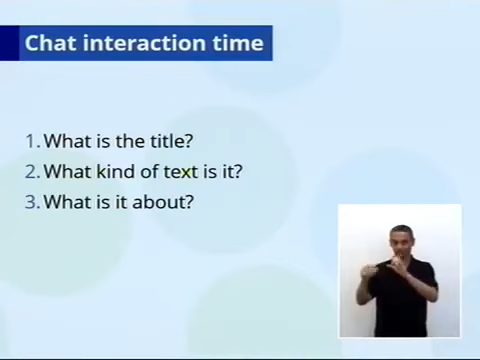 Chat interaction time
1. What is the title?
2. What kind of text is it?
3. What is it about?